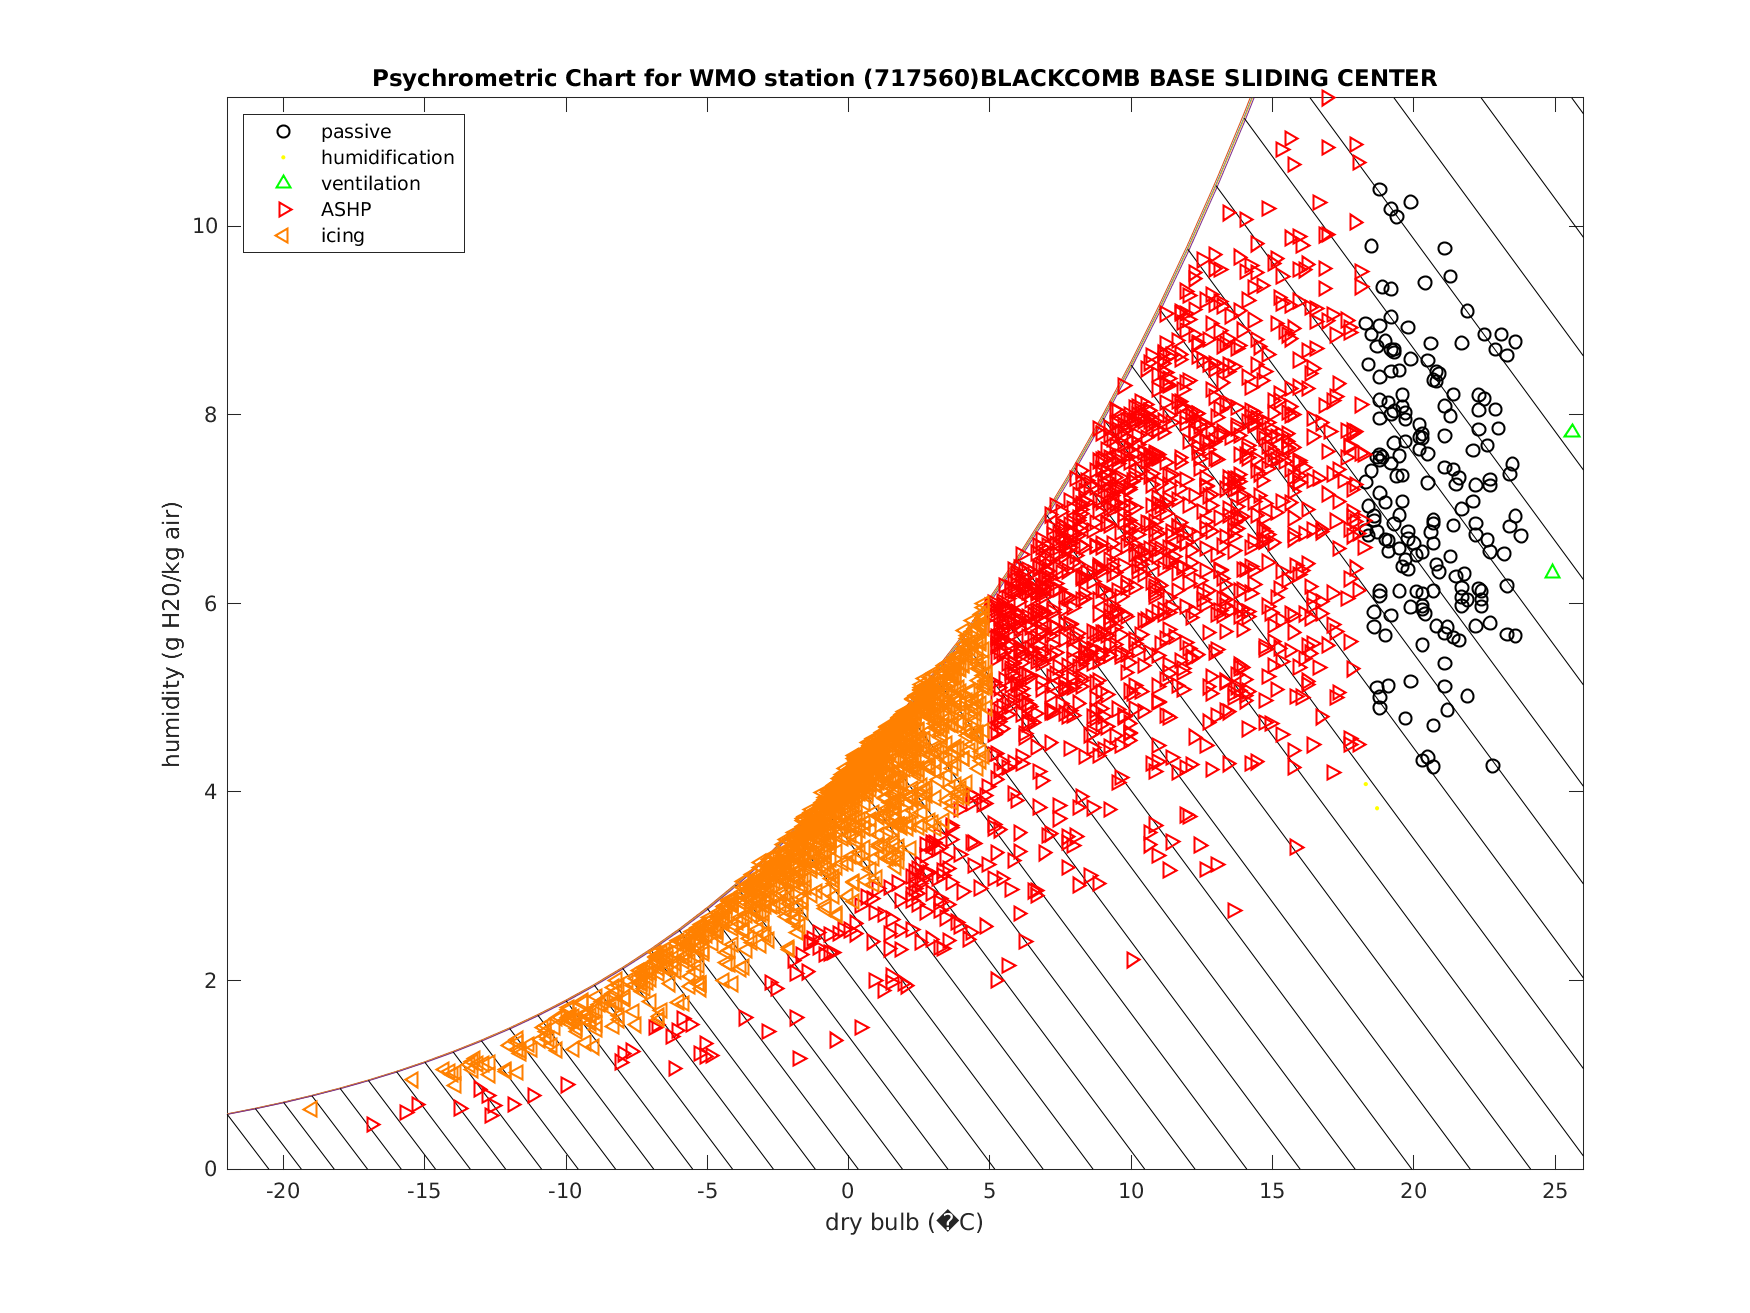 Psychrometric Chart for WMO station (717560)BLACKCOMB BASE SLIDING CENTER
passive
humidification
ventilation
ASHP
icing
humidity (g H20/kg air)
10
8
6
4
2
0
-20 -15 -10 -5 0 5 10 15 20 25
dry bulb (�C)